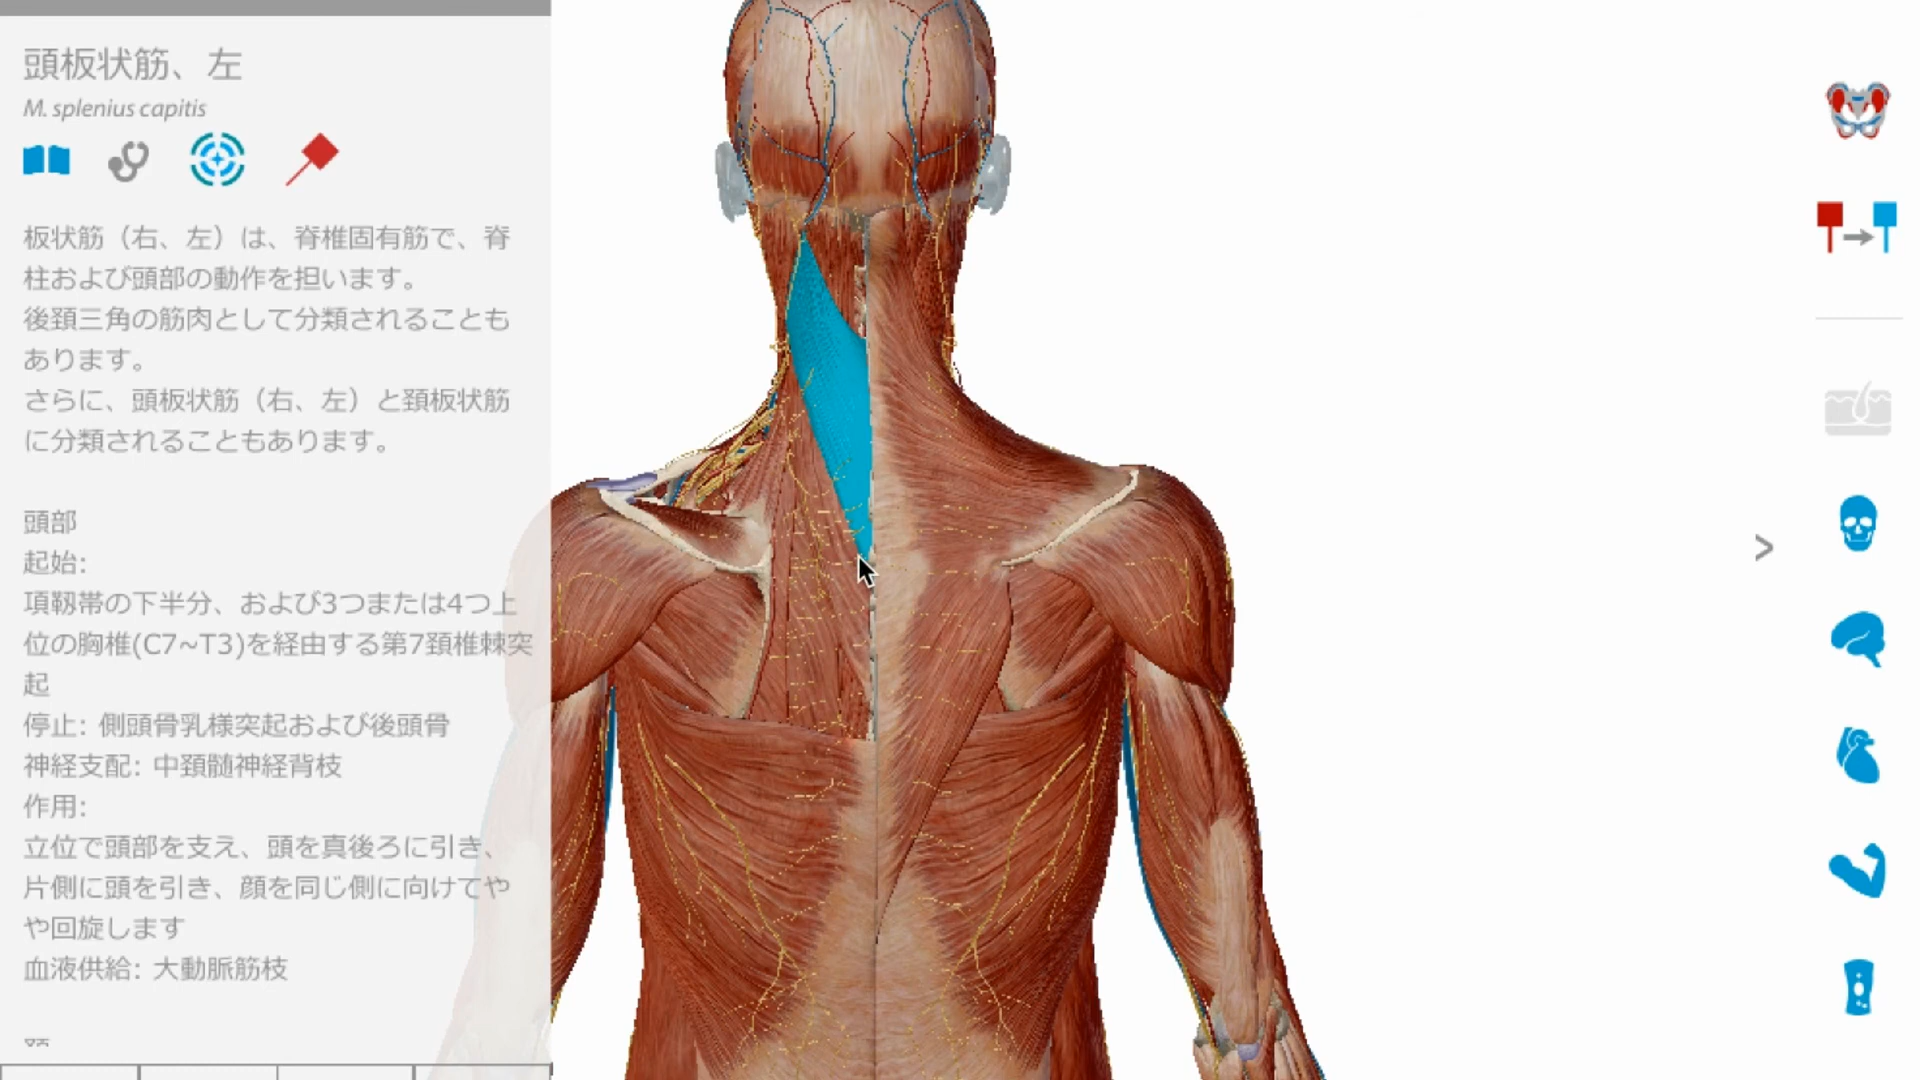 頭板状筋、左
M. splenius capitis
板状筋（右、左）は、脊椎固有筋で、脊
柱および頭部の動作を担います。
後頚三角の筋肉として分類されることも
あります。
さらに、頭板状筋（右、左）と頚板状筋
に分類されることもあります。
頭部
起始:
項靱帯の下半分、および3つまたは4つ上
位の胸椎(C7~T3)を経由する第7頚椎棘突
起
停止: 側頭骨乳様突起および後頭骨
神経支配: 中頚髄神経背枝
作用:
立位で頭部を支え、頭を真後ろに引き、
片側に頭を引き、顔を同じ側に向けてや
や回旋します
血液供給: 大動脈筋枝